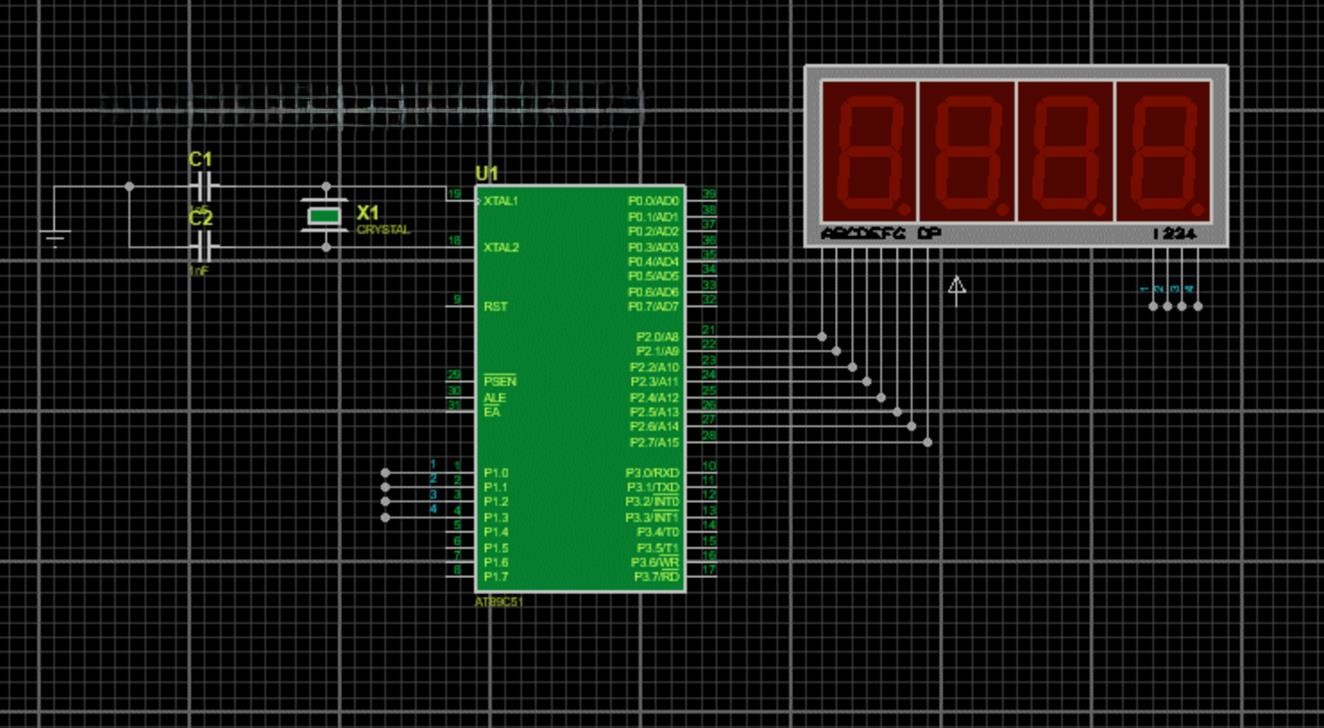 C1
1nF
C2
1nF
X1
CRYSTAL
U1
19 XTAL1
18 XTAL2
9 RST
29 PSEN
30 ALE
31 EA
1 1 P1.0
2 2 P1.1
3 3 P1.2
4 4 P1.3
5 P1.4
6 P1.5
7 P1.6
8 P1.7
P0.0/AD0 39
P0.1/AD1 38
P0.2/AD2 37
P0.3/AD3 36
P0.4/AD4 35
P0.5/AD5 34
P0.6/AD6 33
P0.7/AD7 32
P2.0/A8 21
P2.1/A9 22
P2.2/A10 23
P2.3/A11 24
P2.4/A12 25
P2.5/A13 26
P2.6/A14 27
P2.7/A15 28
P3.0/RXD 10
P3.1/TXD 11
P3.2/INT0 12
P3.3/INT1 13
P3.4/T0 14
P3.5/T1 15
P3.6/WR 16
P3.7/RD 17
AT89C51
ABCDEFG DP
1234
1 2 3 4